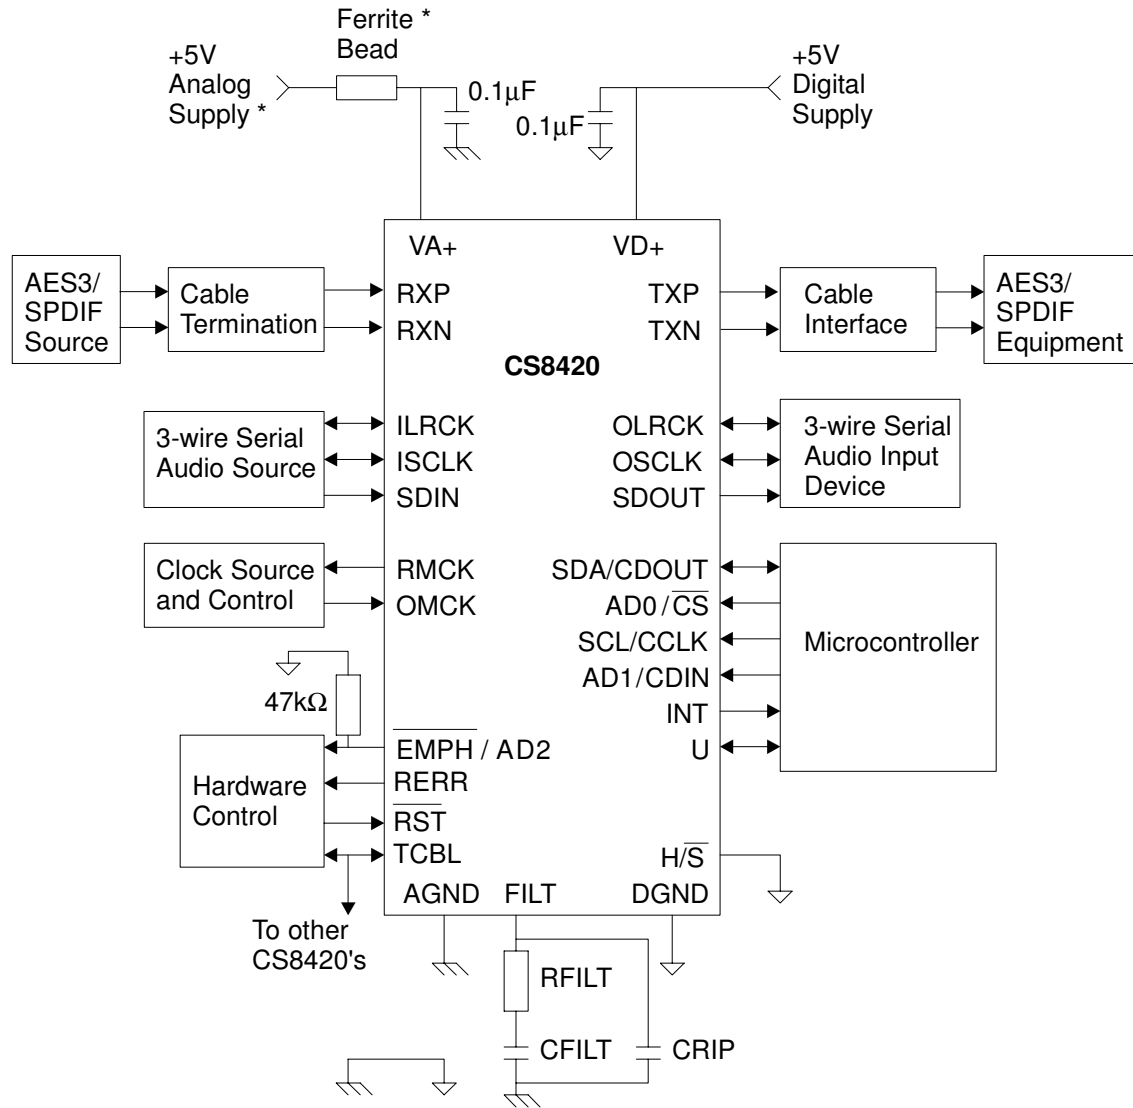 Ferrite *
Bead
+5V
Analog
Supply *
0.1µF
0.1µF
+5V
Digital
Supply
VA+
VD+
AES3/
SPDIF
Source
Cable
Termination
RXP
RXN
TXP
TXN
Cable
Interface
AES3/
SPDIF
Equipment
CS8420
3-wire Serial
Audio Source
ILRCK
ISCLK
SDIN
OLRCK
OSCLK
SDOUT
3-wire Serial
Audio Input
Device
Clock Source
and Control
RMCK
OMCK
SDA/CDOUT
AD0/C̅S̅
SCL/CCLK
AD1/CDIN
INT
U
Microcontroller
47kΩ
E̅M̅P̅H̅ / AD2
RERR
R̅S̅T̅
TCBL
Hardware
Control
H/S̅
AGND
FILT
DGND
To other
CS8420's
RFILT
CFILT
CRIP